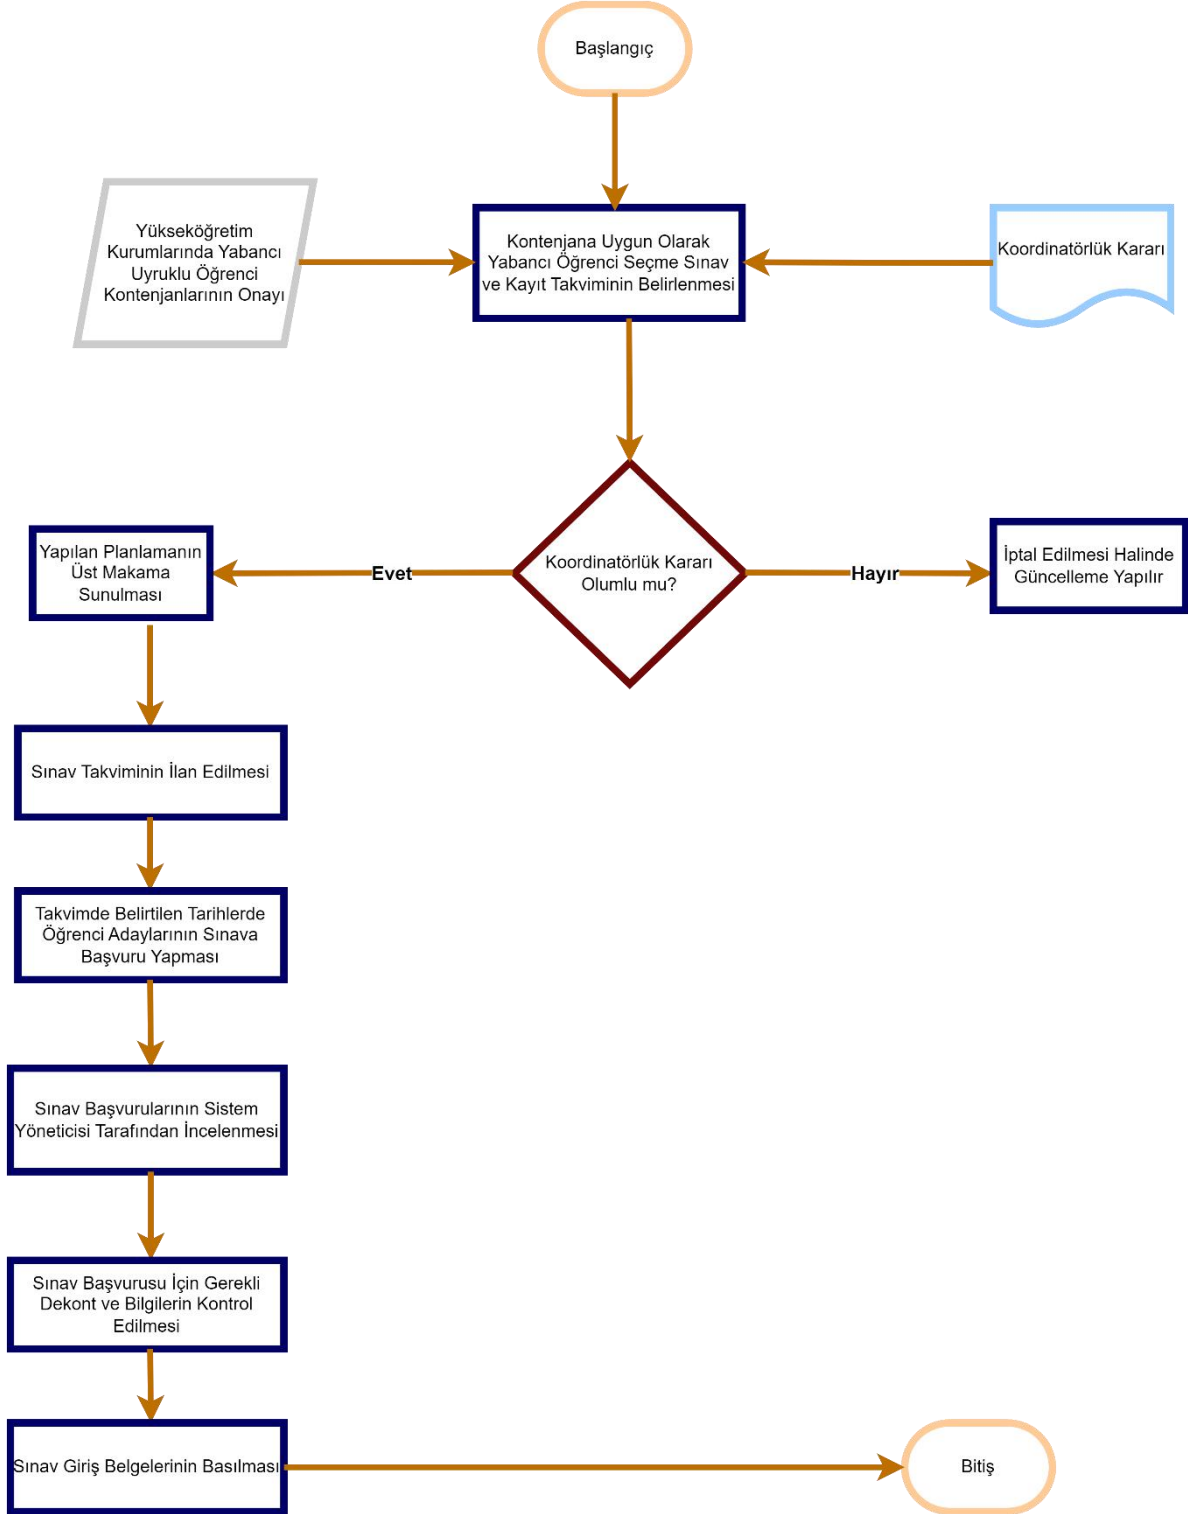 Başlangıç
Yükseköğretim
Kurumlarında Yabancı
Uyruklu Öğrenci
Kontenjanlarının Onayı
Kontenjana Uygun Olarak
Yabancı Öğrenci Seçme Sınav
ve Kayıt Takviminin Belirlenmesi
Koordinatörlük Kararı
Yapılan Planlamanın
Üst Makama
Sunulması
Evet
Koordinatörlük Kararı
Olumlu mu?
Hayır
İptal Edilmesi Halinde
Güncelleme Yapılır
Sınav Takviminin İlan Edilmesi
Takvimde Belirtilen Tarihlerde
Öğrenci Adaylarının Sınava
Başvuru Yapması
Sınav Başvurularının Sistem
Yöneticisi Tarafından İncelenmesi
Sınav Başvurusu İçin Gerekli
Dekont ve Bilgilerin Kontrol
Edilmesi
Sınav Giriş Belgelerinin Basılması
Bitiş